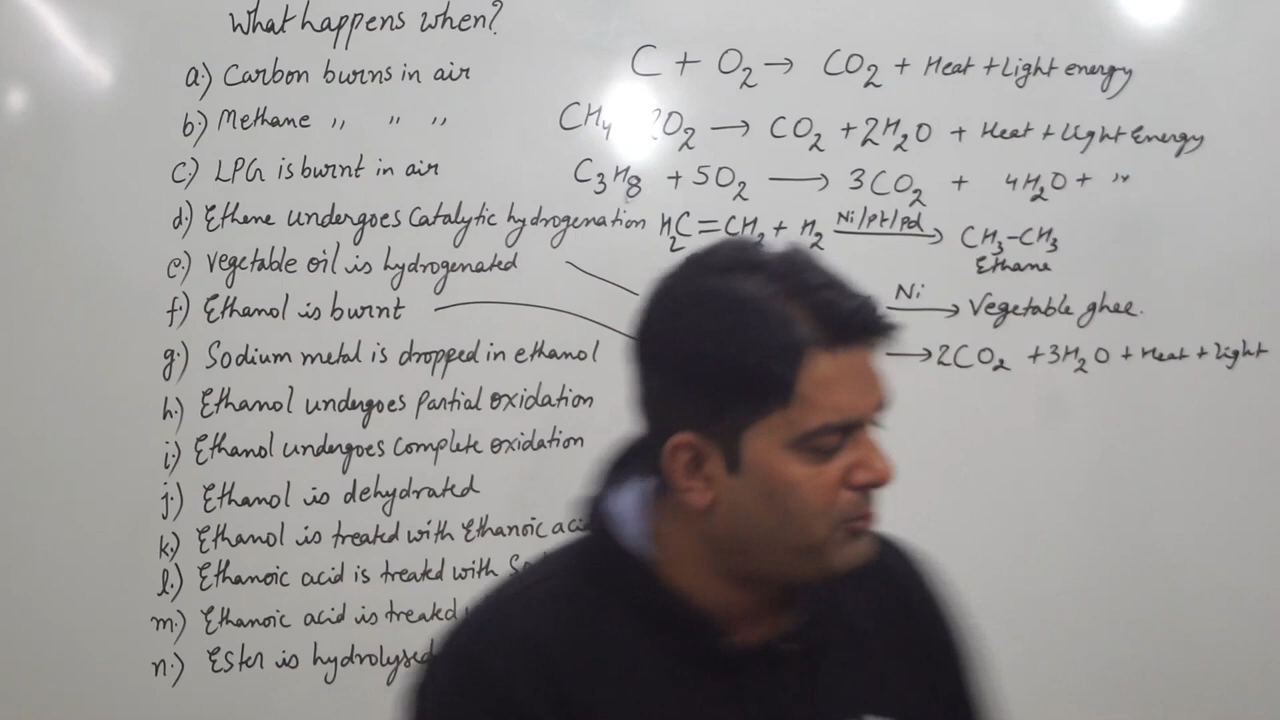 What happens when?
a.) Carbon burns in air C + O₂ → CO₂ + Heat + Light energy
b.) Methane ,, ,, ,, CH₄ 2O₂ → CO₂ + 2H₂O + Heat + Light Energy
c.) LPG is burnt in air C₃H₈ + 5O₂ → 3CO₂ + 4H₂O + ,,
d.) Ethene undergoes Catalytic hydrogenation H₂C=CH₂ + H₂ Ni/Pt/Pd → CH₃-CH₃
Ethane
e.) Vegetable oil is hydrogenated Ni → Vegetable ghee.
f.) Ethanol is burnt → 2CO₂ + 3H₂O + Heat + Light
g.) Sodium metal is dropped in ethanol
h.) Ethanol undergoes Partial oxidation
i.) Ethanol undergoes Complete oxidation
j.) Ethanol is dehydrated
k.) Ethanol is treated with Ethanoic
l.) Ethanoic acid is treated with
m.) Ethanoic acid is treated
n.) Ester is hydrolysed